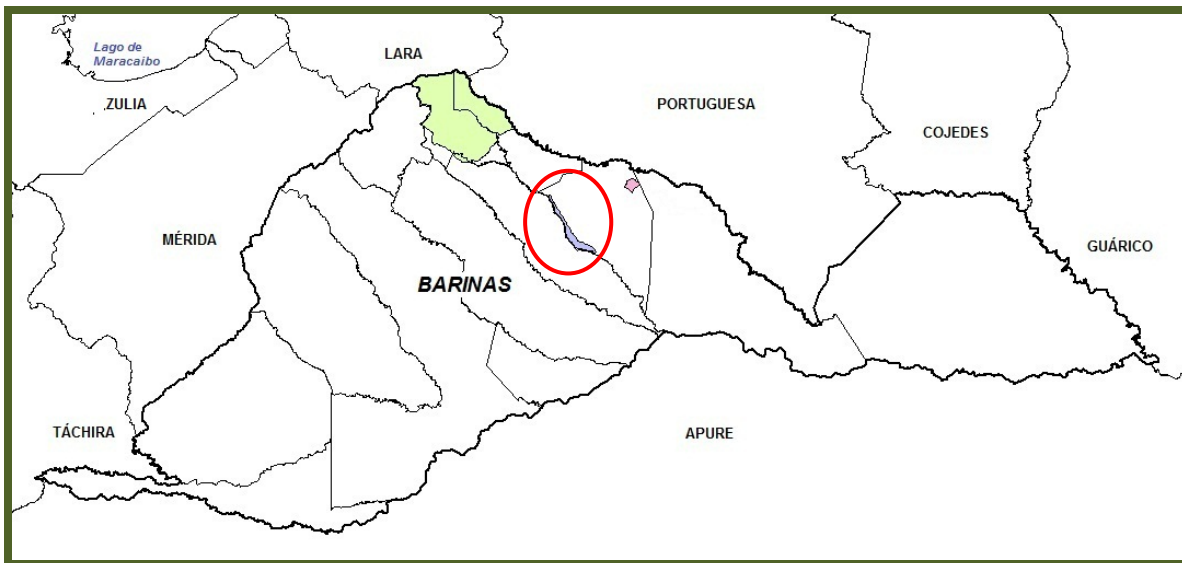 Lago de
Maracaibo
LARA
ZULIA
PORTUGUESA
COJEDES
MÉRIDA
GUÁRICO
BARINAS
TÁCHIRA
APURE